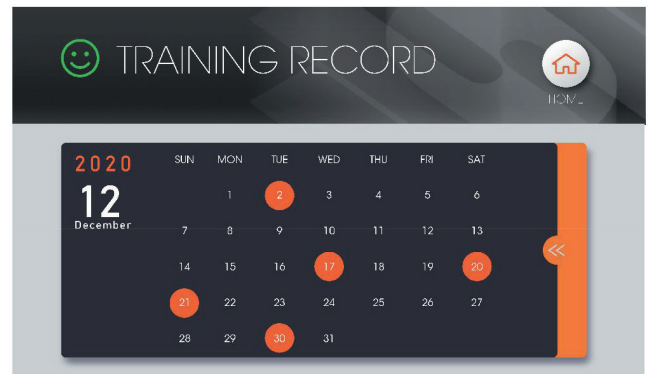 TRAINING RECORD
HOME
2020
12
December
SUN MON TUE WED THU FRI SAT
1 2 3 4 5 6
7 8 9 10 11 12 13
14 15 16 17 18 19 20
21 22 23 24 25 26 27
28 29 30 31